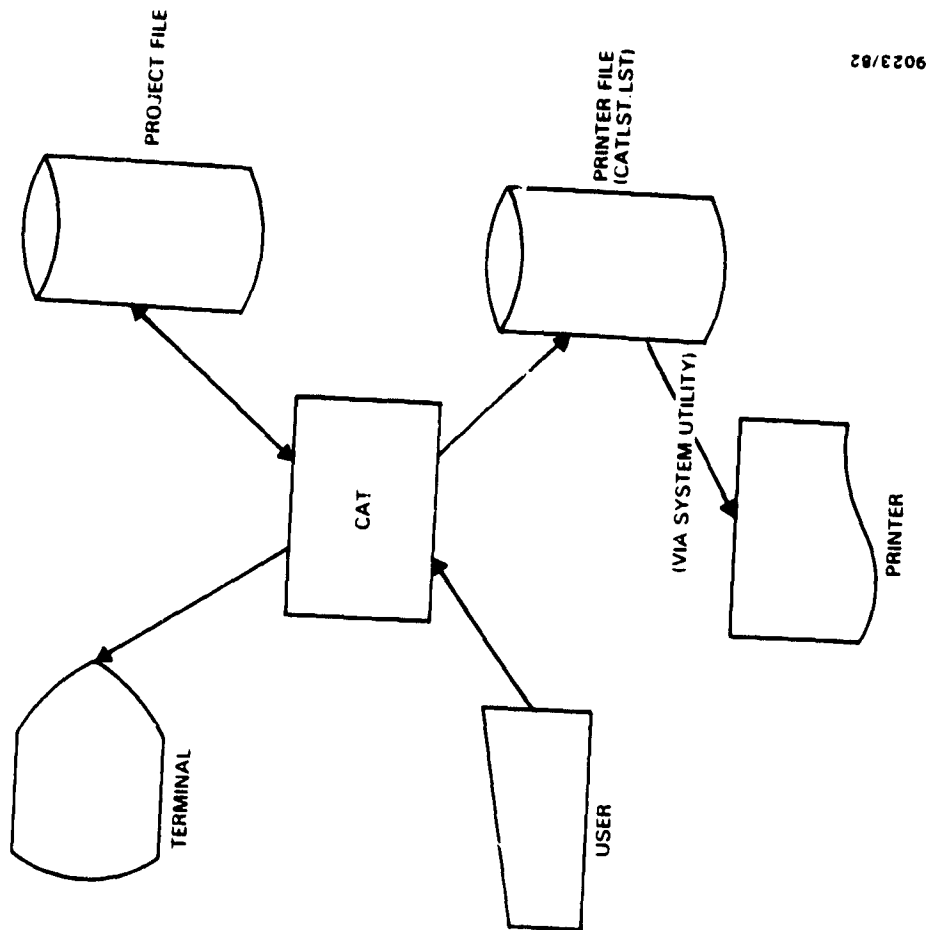 TERMINAL
PROJECT FILE
CAT
USER
PRINTER FILE
(CATLST.LST)
(VIA SYSTEM UTILITY)
PRINTER
9023/82